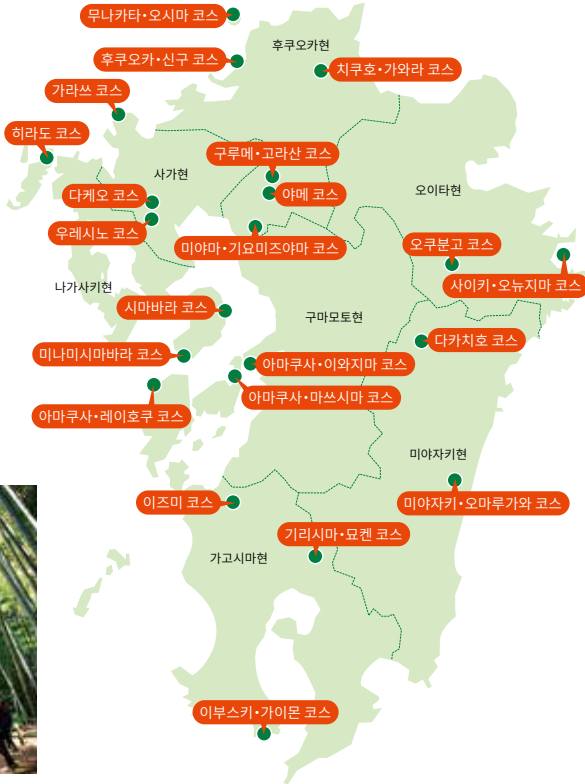 무나카타•오시마 코스
후쿠오카현
후쿠오카•신구 코스
치쿠호•가와라 코스
가라쓰 코스
히라도 코스
구루메•고라산 코스
사가현
오이타현
다케오 코스
야메 코스
우레시노 코스
미야마•기요미즈야마 코스
오쿠분고 코스
사이키•오뉴지마 코스
나가사키현
시마바라 코스
구마모토현
다카치호 코스
미나미시마바라 코스
아마쿠사•이와지마 코스
아마쿠사•마쓰시마 코스
아마쿠사•레이호쿠 코스
미야자키현
이즈미 코스
미야자키•오마루가와 코스
기리시마•묘켄 코스
가고시마현
이부스키•가이몬 코스